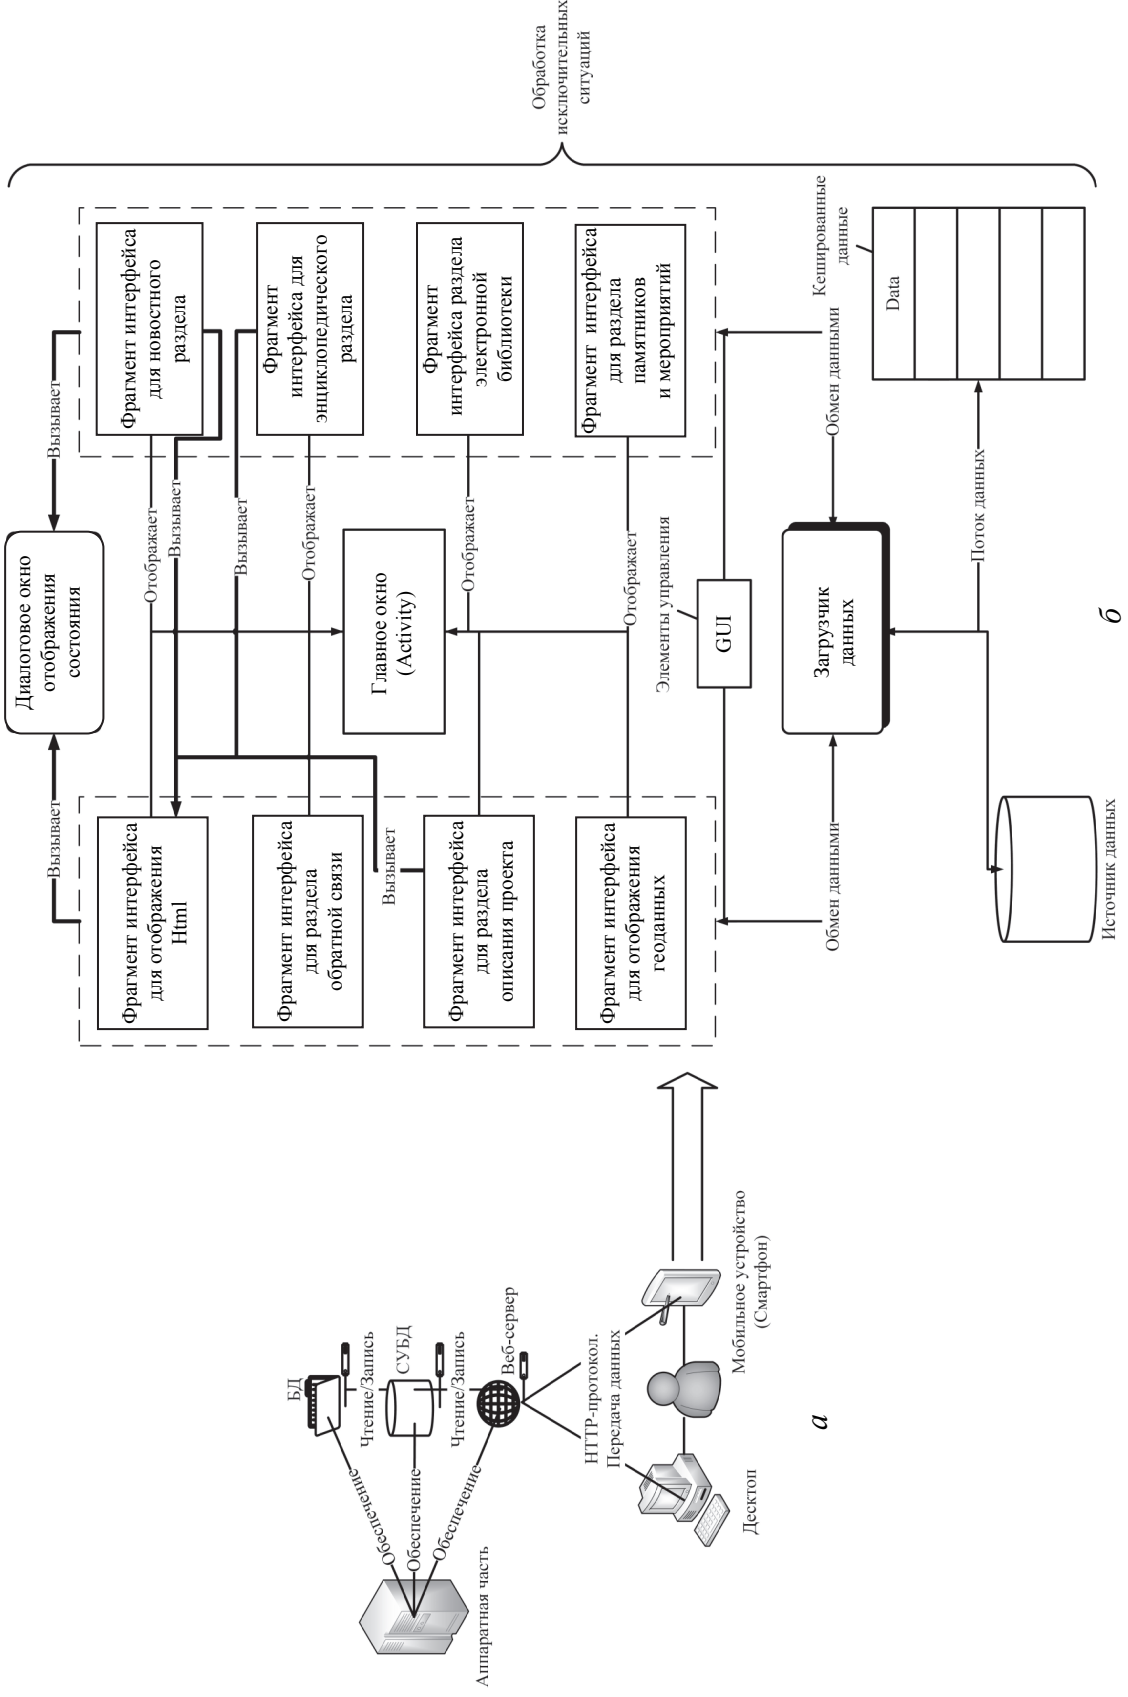 Аппаратная часть
Обеспечение
Обеспечение
Обеспечение
БД
Чтение/Запись
СУБД
Чтение/Запись
Веб-сервер
HTTP-протокол.
Передача данных
Десктоп
Мобильное устройство
(Смартфон)
а
Диалоговое окно
отображения
состояния
Вызывает
Вызывает
Фрагмент интерфейса
для отображения
Html
Фрагмент интерфейса
для раздела
обратной связи
Фрагмент интерфейса
для раздела
описания проекта
Фрагмент интерфейса
для отображения
геоданных
Отображает
Вызывает
Вызывает
Отображает
Вызывает
Главное окно
(Activity)
Отображает
Отображает
Фрагмент интерфейса
для новостного
раздела
Фрагмент
интерфейса для
энциклопедического
раздела
Фрагмент
интерфейса раздела
электронной
библиотеки
Фрагмент интерфейса
для раздела
памятников
и мероприятий
Элементы управления
GUI
Обмен данными
Обмен данными
Загрузчик
данных
Кешированные
данные
Data
Поток данных
Источник данных
Обработка
исключительных
ситуаций
б